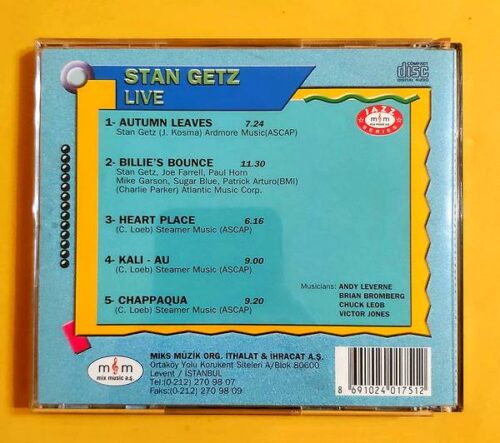 STAN GETZ
LIVE
COMPACT
disc
DIGITAL AUDIO
JAZZ
m m
SERIES
1- AUTUMN LEAVES 7.24
Stan Getz (J. Kosma) Ardmore Music(ASCAP)
2- BILLIE'S BOUNCE 11.30
Stan Getz, Joe Farrell, Paul Horn
Mike Garson, Sugar Blue, Patrick Arturo(BMI)
(Charlie Parker) Atlantic Music Corp.
3- HEART PLACE 6.16
(C. Loeb) Steamer Music (ASCAP)
4- KALI - AU 9.00
(C. Loeb) Steamer Music (ASCAP)
5- CHAPPAQUA 9.20
(C. Loeb) Steamer Music (ASCAP)
Musicians: ANDY LEVERNE
BRIAN BROMBERG
CHUCK LEOB
VICTOR JONES
m m
mix music a.ş.
MIKS MÜZİK ORG. İTHALAT & İHRACAT A.Ş.
Ortaköy Yolu Korukent Siteleri A/Blok 80600
Levent / İSTANBUL
Tel:(0-212) 270 98 07
Faks:(0-212) 270 98 09
8 691024 017512